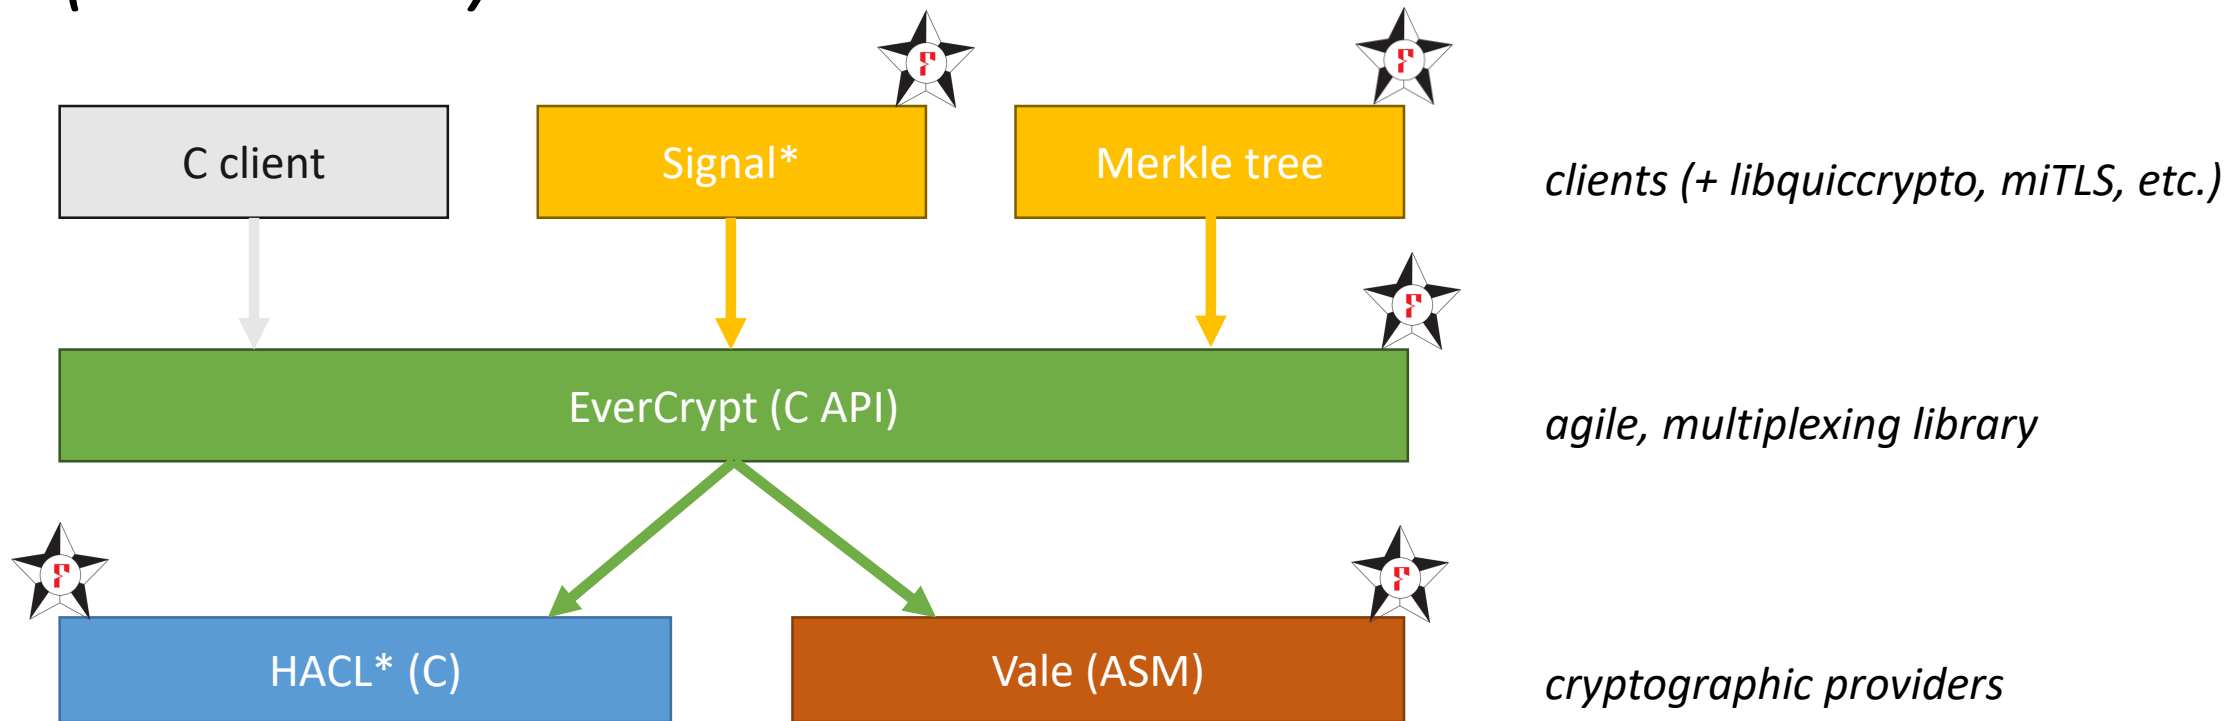 C client
Signal*
Merkle tree
clients (+ libquiccrypto, miTLS, etc.)
EverCrypt (C API)
agile, multiplexing library
HACL* (C)
Vale (ASM)
cryptographic providers